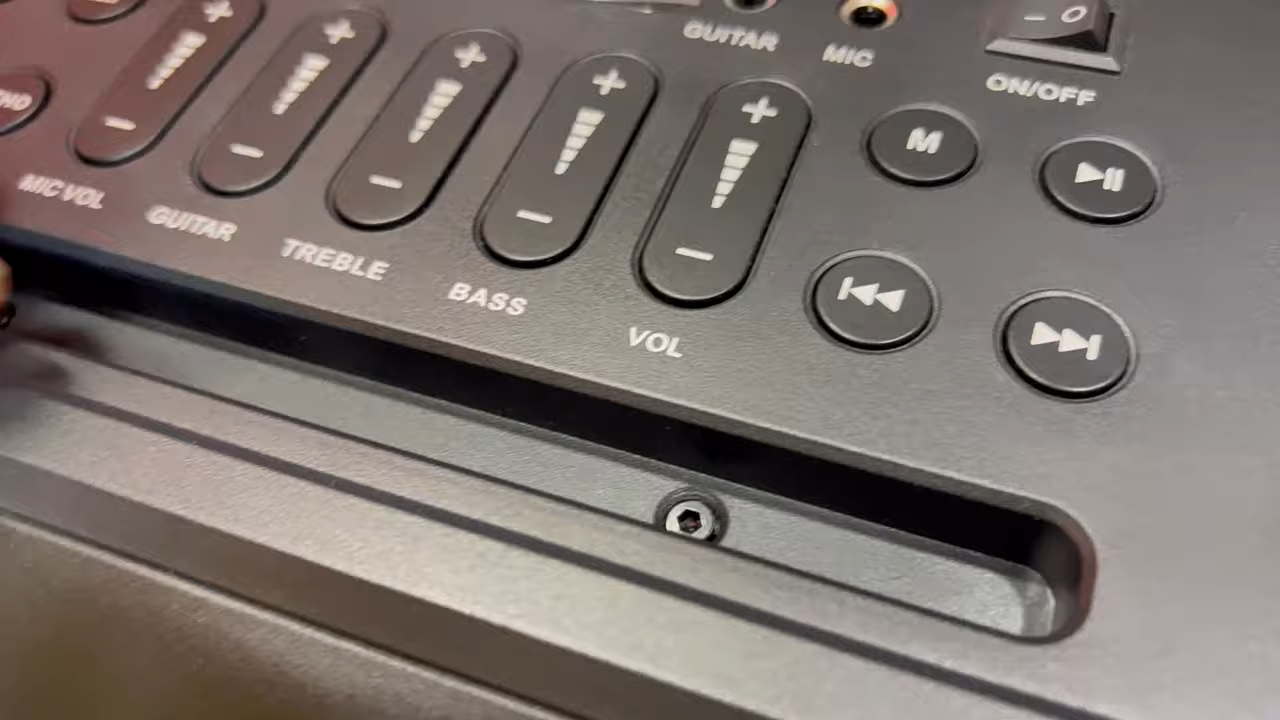 GUITAR
MIC
ON/OFF
M
MIC VOL
GUITAR
TREBLE
BASS
VOL